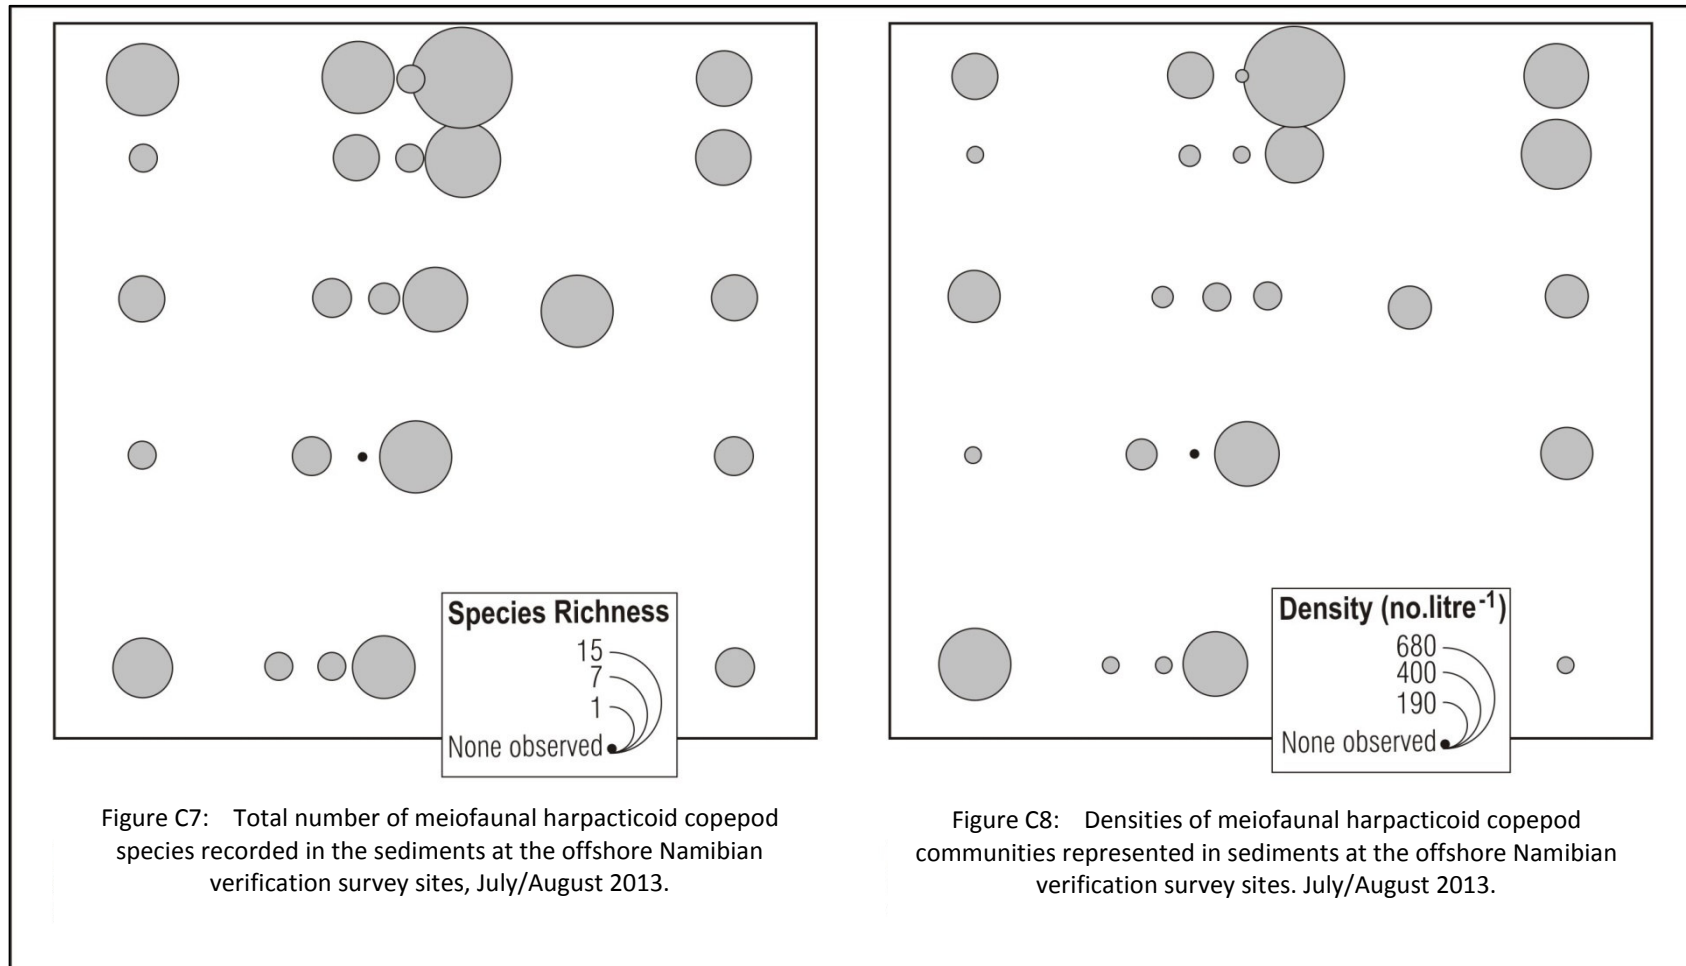 Species Richness
15
7
1
None observed
Figure C7: Total number of meiofaunal harpacticoid copepod
species recorded in the sediments at the offshore Namibian
verification survey sites, July/August 2013.
Density (no.litre⁻¹)
680
400
190
None observed
Figure C8: Densities of meiofaunal harpacticoid copepod
communities represented in sediments at the offshore Namibian
verification survey sites. July/August 2013.